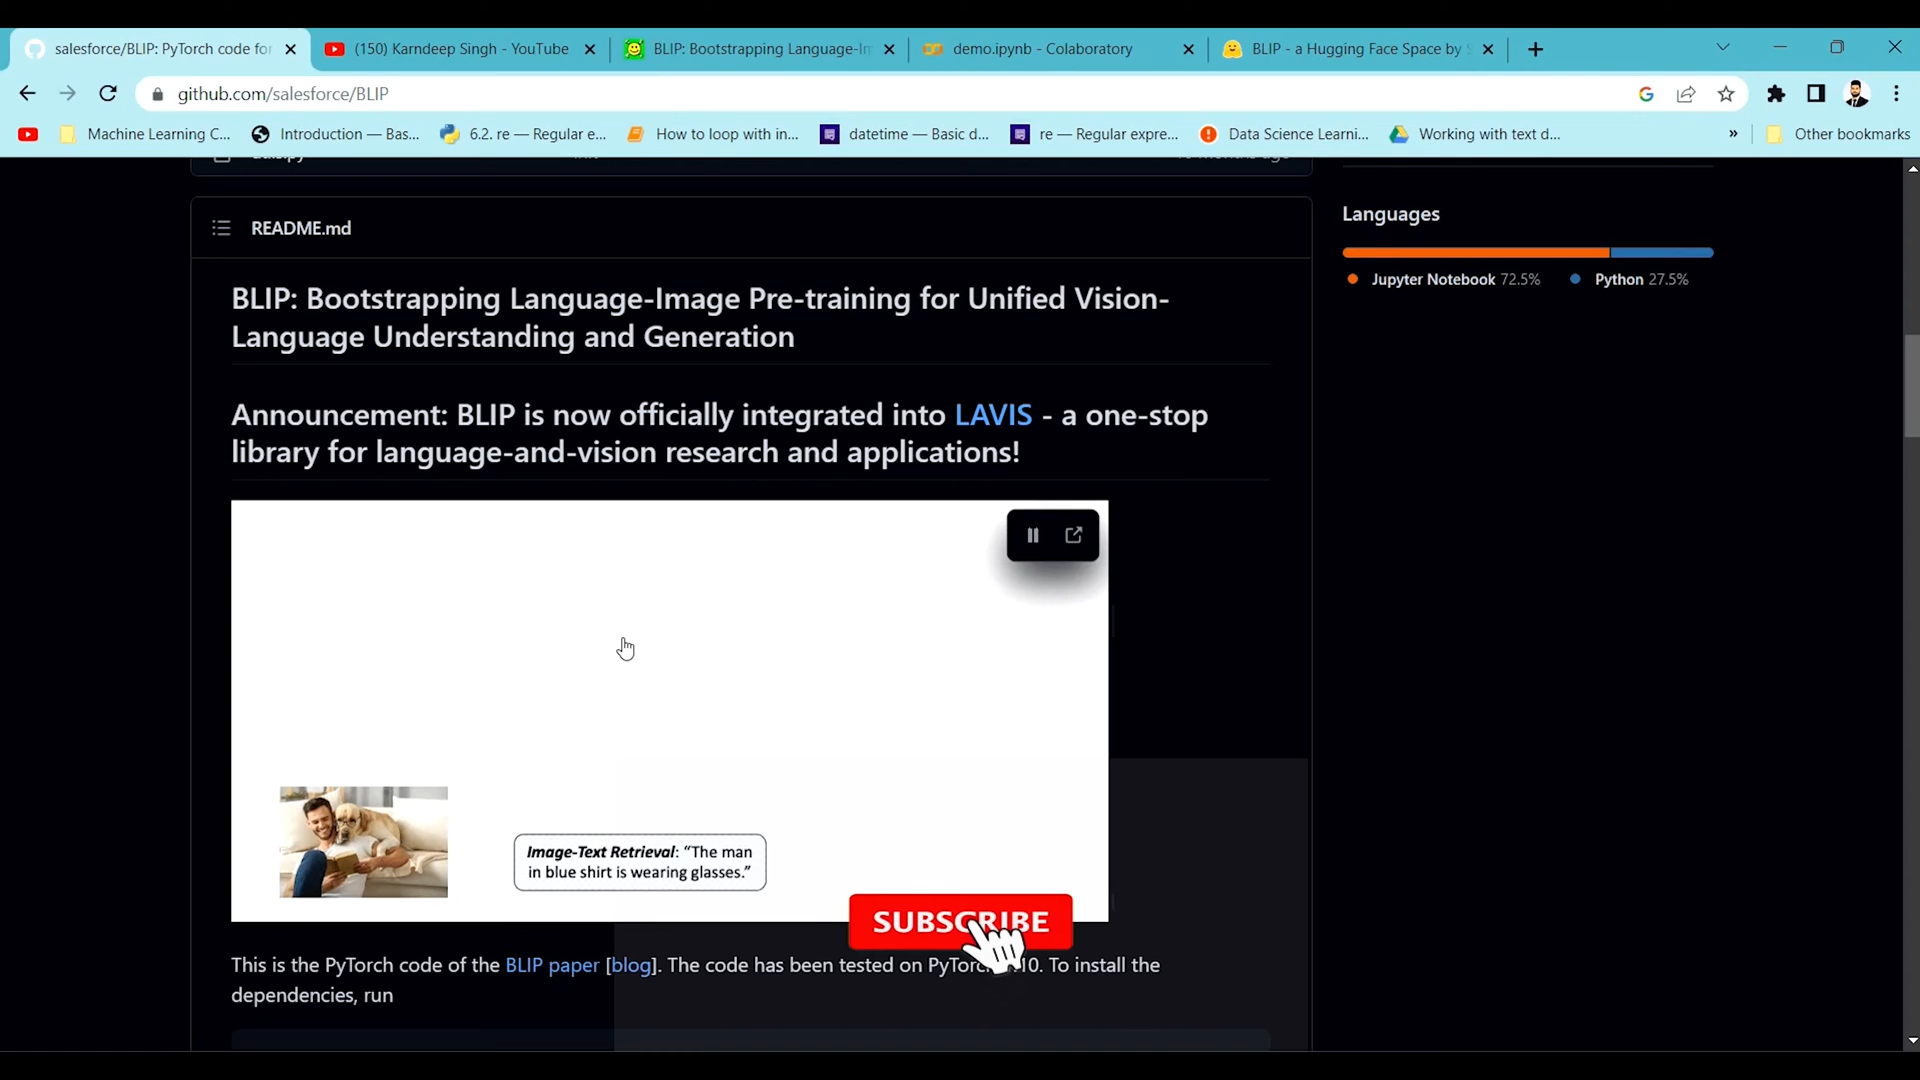 salesforce/BLIP: PyTorch code for
(150) Karndeep Singh - YouTube
BLIP: Bootstrapping Language-Im
demo.ipynb - Colaboratory
BLIP - a Hugging Face Space by S
github.com/salesforce/BLIP
Machine Learning C...
Introduction — Bas...
6.2. re — Regular e...
How to loop with in...
datetime — Basic d...
re — Regular expre...
Data Science Learni...
Working with text d...
»
Other bookmarks
README.md
Languages
Jupyter Notebook 72.5%
Python 27.5%
BLIP: Bootstrapping Language-Image Pre-training for Unified Vision-
Language Understanding and Generation
Announcement: BLIP is now officially integrated into LAVIS - a one-stop
library for language-and-vision research and applications!
Image-Text Retrieval: “The man
in blue shirt is wearing glasses.”
SUBSCRIBE
This is the PyTorch code of the BLIP paper [blog]. The code has been tested on 10. To install the
dependencies, run